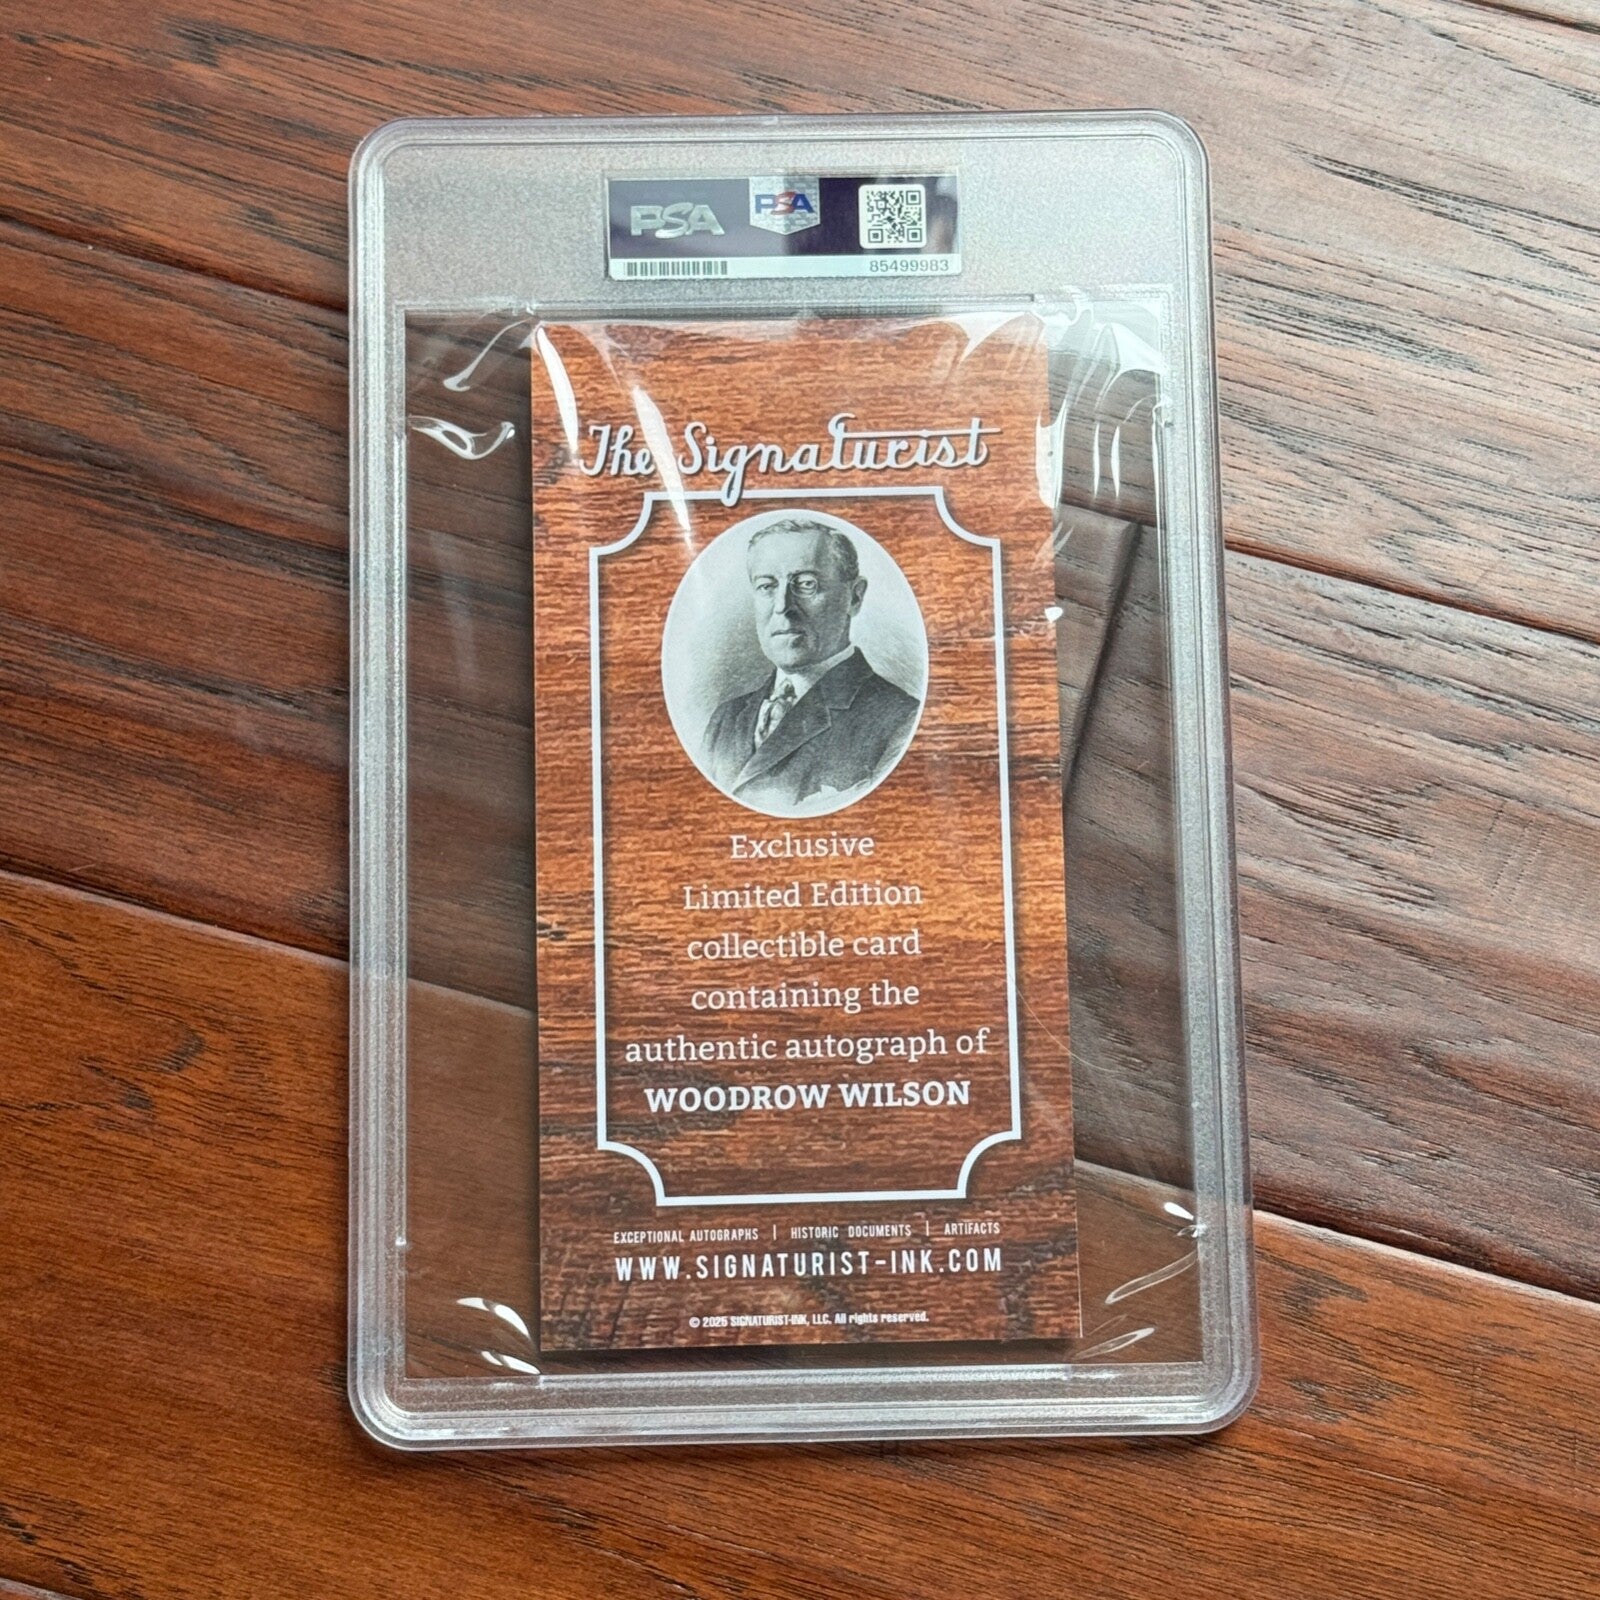 PSA
PSA
85499983
The Signaturist
Exclusive
Limited Edition
collectible card
containing the
authentic autograph of
WOODROW WILSON
EXCEPTIONAL AUTOGRAPHS | HISTORIC DOCUMENTS | ARTIFACTS
WWW.SIGNATURIST-INK.COM
© 2025 SIGNATURIST-INK, LLC. All rights reserved.